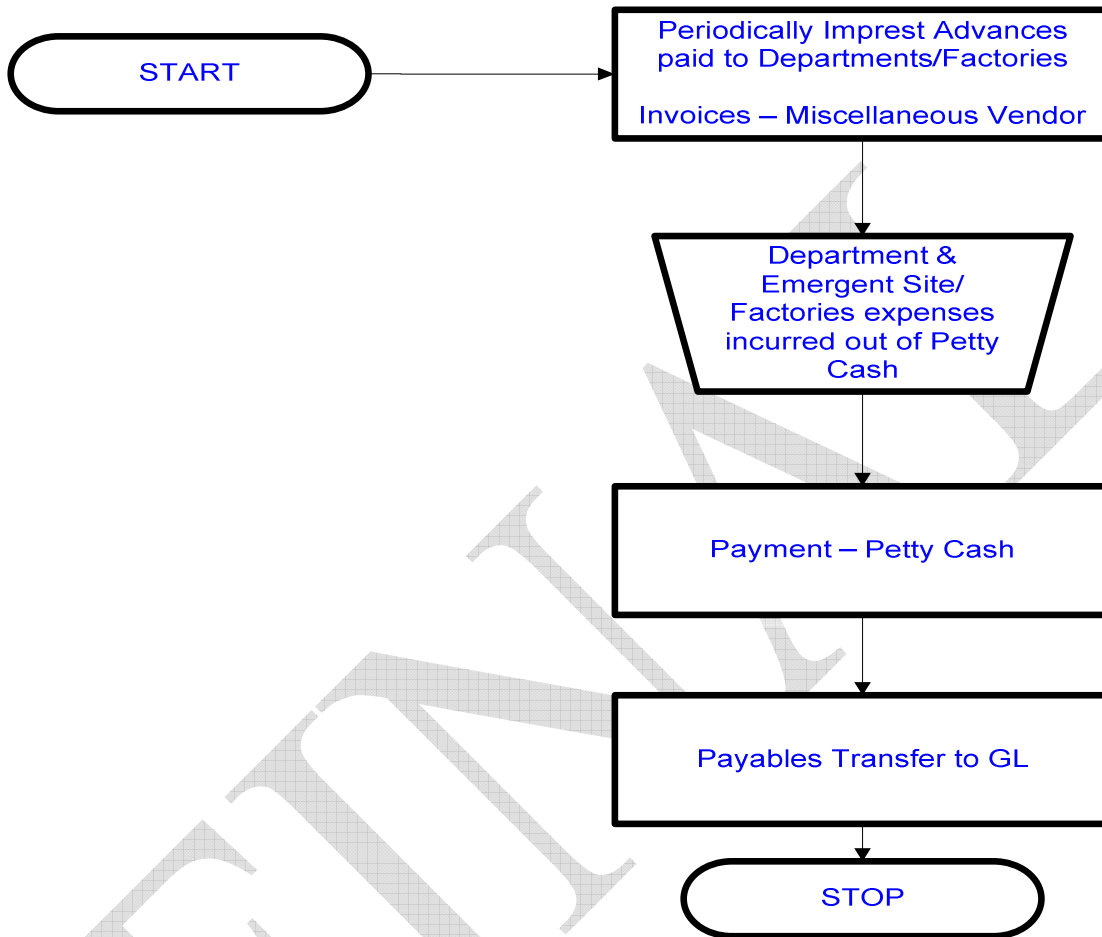 START
Periodically Imprest Advances
paid to Departments/Factories
Invoices – Miscellaneous Vendor
Department &
Emergent Site/
Factories expenses
incurred out of Petty
Cash
Payment – Petty Cash
Payables Transfer to GL
STOP